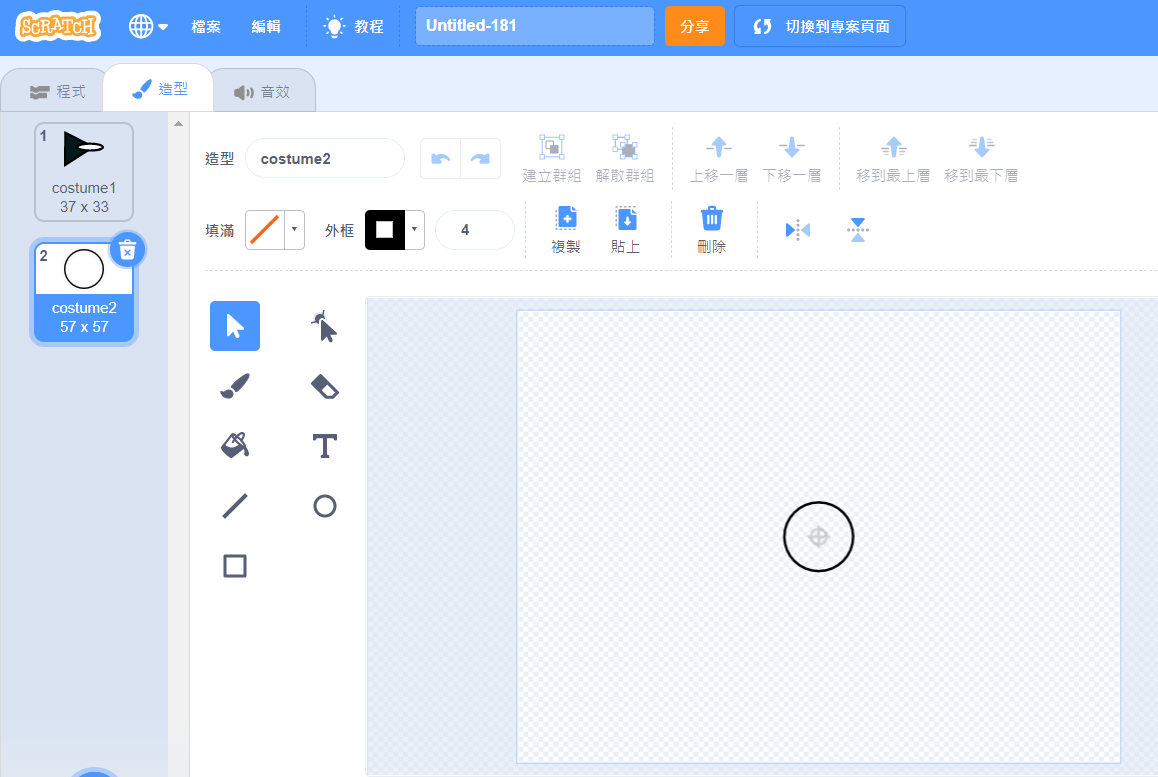 SCRATCH 檔案 編輯 教程 Untitled-181 分享 切換到專案頁面
程式 造型 音效
1
costume1
37 x 33
2
costume2
57 x 57
造型 costume2 建立群組 解散群組 上移一層 下移一層 移到最上層 移到最下層
填滿 外框 4 複製 貼上 刪除